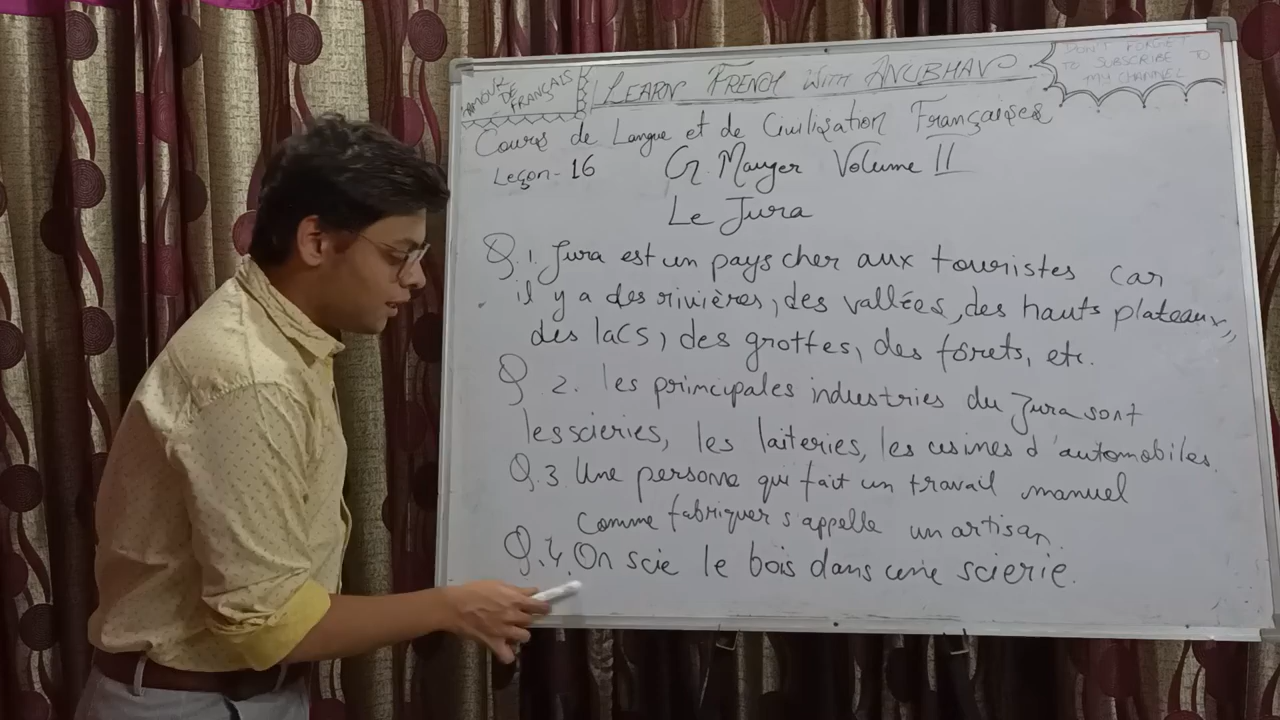 AMOUR
DE
FRANÇAIS
LEARN FRENCH WITH ANUBHAV
DON'T FORGET
TO SUBSCRIBE TO
MY CHANNEL
Cours de Langue et de Civilisation Françaises
Leçon-16 G. Mauger Volume II
Le Jura
Q.1. Jura est un pays cher aux touristes car
il y a des rivières, des vallées, des hauts plateaux,
des lacs, des grottes, des fôrets, etc.
Q.2. les principales industries du Jura sont
les scieries, les laiteries, les usines d'automobiles.
Q.3. Une personne qui fait un travail manuel
comme fabriquer s'appelle un artisan.
Q.4. On scie le bois dans une scierie.